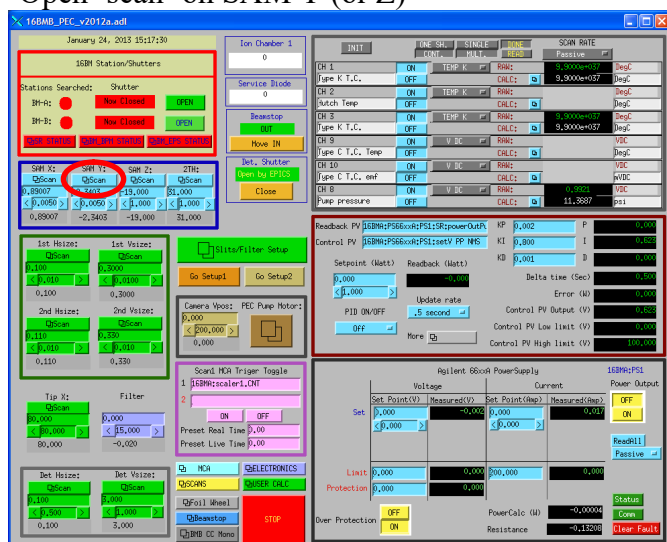 Open "scan" on SAM Y (or Z)
16BMB_PEC_v2012a.adl
January 24, 2013 15:17:30
16BM Station/Shutters
Stations Searched: Shutter
BM-A: Now Closed OPEN
BM-B: Now Closed OPEN
SR STATUS BM_BPM STATUS BM_EPS STATUS
SAM X: SAM Y: SAM Z: 2TH:
Scan Scan Scan Scan
0.89007 -2.3403 -19.000 31.000
< 0.0050 > < 0.0050 > < 1.000 > < 1.000 >
0.89007 -2.3403 -19.000 31.000
1st Hsize: 1st Vsize:
Scan Scan
0.100 0.3000
< 0.010 > < 0.0100 >
0.100 0.3000
2nd Hsize: 2nd Vsize:
Scan Scan
0.110 0.330
< 0.010 > < 0.010 >
0.110 0.330
Tip X: Filter
Scan
80.000 0.000
< 80.000 > < 15.000 >
80.000 -0.020
Det Hsize: Det Vsize:
Scan Scan
0.100 3.000
< 0.500 > < 1.000 >
0.100 3.000
Ion Chamber 1
0
Service Diode
0
Beamstop
OUT
Move IN
Det. Shutter
Open by EPICS
Close
Slits/Filter Setup
Go Setup1 Go Setup2
Camera Vpos: PEC Pump Motor:
0.000
< 200.000 >
0.000
Scan1 MCA Triger Toggle
1 16BMA:scaler1.CNT
2
ON OFF
Preset Real Time 0.00
Preset Live Time 0.00
MCA ELECTRONICS
SCANS USER CALC
Foil Wheel
Beamstop
BMB CC Mono
STOP
INIT ONE SH. SINGLE DONE SCAN RATE
CONT. MULT. READ Passive
CH 1 ON TEMP K RAW: 9.9000e+037 DegC
Type K T.C. OFF CALC: 9.9000e+037 DegC
CH 2 ON TEMP K RAW: DegC
Hutch Temp OFF CALC: DegC
CH 3 ON TEMP K RAW: 9.9000e+037 DegC
Type K T.C. OFF CALC: 9.9000e+037 DegC
CH 9 ON V DC RAW: VDC
Type C T.C. Temp OFF CALC: DegC
CH 10 ON V DC RAW: VDC
Type C T.C. emf OFF CALC: mVDC
CH 8 ON V DC RAW: 0.9921 VDC
Pump pressure OFF CALC: 11.3687 psi
Readback PV 16BMA:PS66xxA:PS1:SR:powerOutPu KP 0.002 P 0.000
Control PV 16BMA:PS66xxA:PS1:setV PP NMS KI 0.800 I 0.623
KD 0.001 D 0.000
Setpoint (Watt) Readback (Watt)
0.000 -0.000 Delta time (Sec) 0.500
< 1.000 > Update rate Error (W) 0.000
PID ON/OFF .5 second Control PV Output (V) 0.623
Off More Control PV Low limit (V) 0.000
Control PV High limit (V) 100.000
Agilent 66xxA PowerSupply 16BMA:PS1
Voltage Current Power Output
Set Point(V) Measured(V) Set Point(Amp) Measured(Amp) OFF
Set 0.000 -0.002 0.000 0.017 ON
< 0.000 > < 0.000 >
ReadAll
Passive
Limit 0.000 0.000 200.000 0.000
Protection 0.000 0.000
Status
Over Protection OFF PowerCalc (W) -0.00004 Comm
ON Resistance -0.13208 Clear Fault